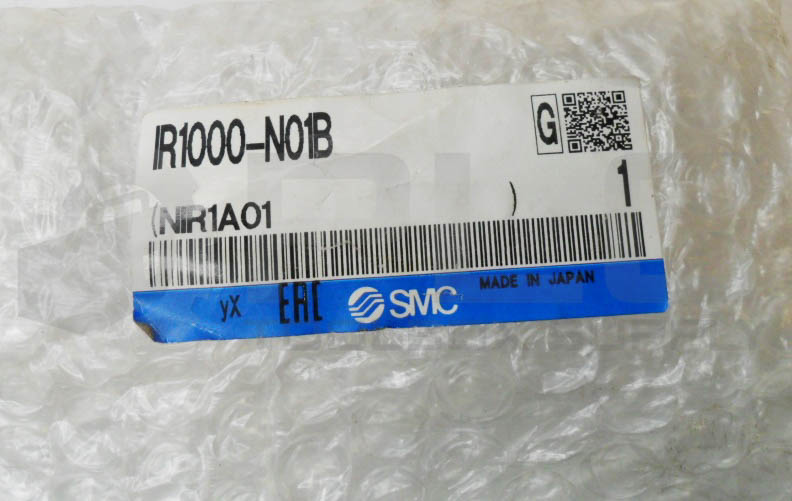 IR1000-N01B
G
(NIR1A01 )
1
yX EAC SMC MADE IN JAPAN